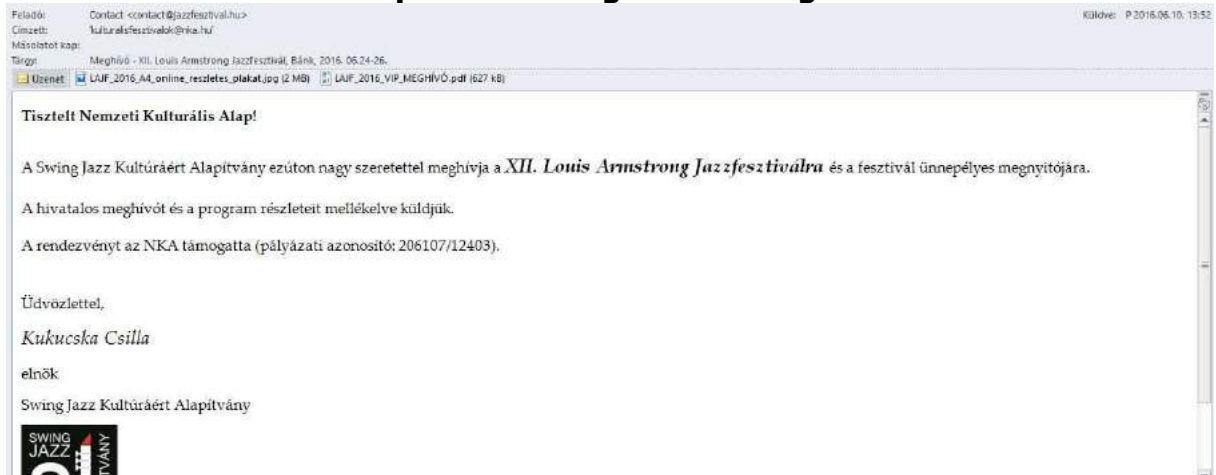 Feladó: Contact <contact@jazzfesztival.hu> Küldve: P 2016.06.10. 13:52
Címzett: 'kulturalisfesztivalok@nka.hu'
Másolatot kap:
Tárgy: Meghívó - XII. Louis Armstrong Jazzfesztivál, Bánk, 2016. 06.24-26.
Üzenet LAJF_2016_A4_online_reszletes_plakat.jpg (2 MB) LAJF_2016_VIP_MEGHÍVÓ.pdf (627 kB)
Tisztelt Nemzeti Kulturális Alap!
A Swing Jazz Kultúráért Alapítvány ezúton nagy szeretettel meghívja a XII. Louis Armstrong Jazzfesztiválra és a fesztivál ünnepélyes megnyitójára.
A hivatalos meghívót és a program részleteit mellékelve küldjük.
A rendezvényt az NKA támogatta (pályázati azonosító: 206107/12403).
Üdvözlettel,
Kukucska Csilla
elnök
Swing Jazz Kultúráért Alapítvány
SWING
JAZZ